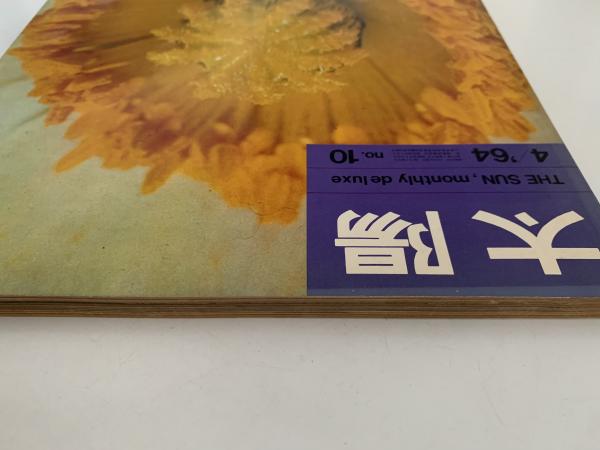 太陽
THE SUN, monthly de luxe
4/'64 no. 10